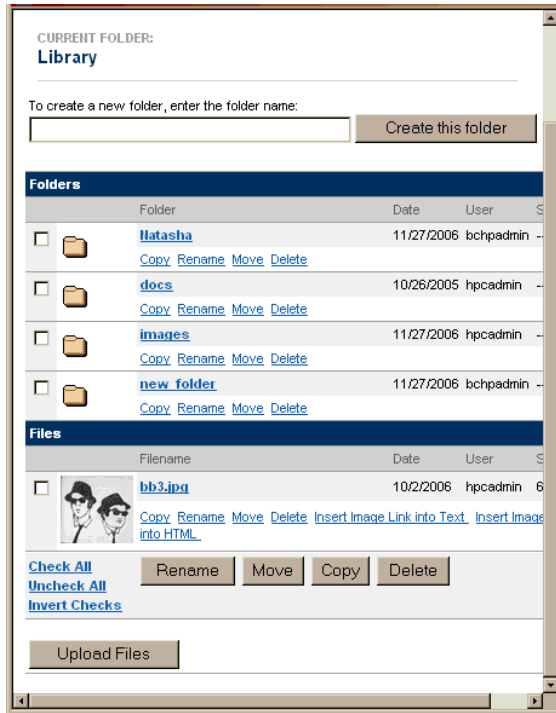 CURRENT FOLDER:
Library
To create a new folder, enter the folder name:
Create this folder
Folders
Folder Date User S
Natasha 11/27/2006 bchpadmin --
Copy Rename Move Delete
docs 10/26/2005 hpcadmin --
Copy Rename Move Delete
images 11/27/2006 hpcadmin --
Copy Rename Move Delete
new_folder 11/27/2006 bchpadmin --
Copy Rename Move Delete
Files
Filename Date User S
bb3.jpg 10/2/2006 hpcadmin 6
Copy Rename Move Delete Insert Image Link into Text Insert Image
into HTML
Check All
Uncheck All
Invert Checks
Rename Move Copy Delete
Upload Files